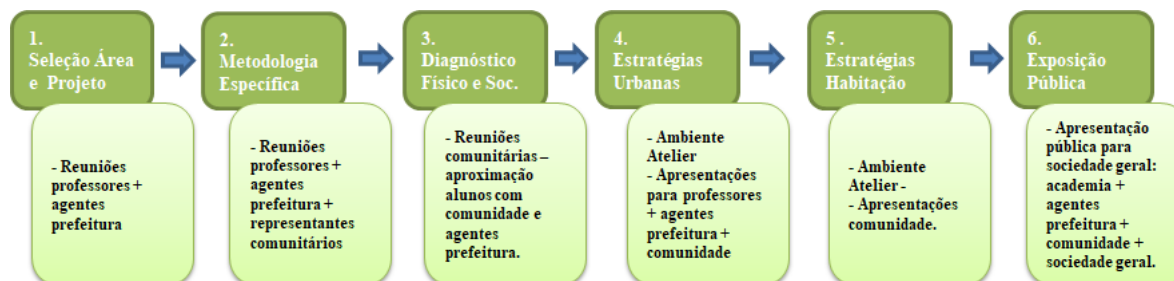 1.
Seleção Área
e Projeto
- Reuniões
professores +
agentes
prefeitura
2.
Metodologia
Específica
- Reuniões
professores +
agentes
prefeitura +
representantes
comunitários
3.
Diagnóstico
Físico e Soc.
- Reuniões
comunitárias –
aproximação
alunos com
comunidade e
agentes
prefeitura.
4.
Estratégias
Urbanas
- Ambiente
Atelier
- Apresentações
para professores
+ agentes
prefeitura +
comunidade
5 .
Estratégias
Habitação
- Ambiente
Atelier -
- Apresentações
comunidade.
6.
Exposição
Pública
- Apresentação
pública para
sociedade geral:
academia +
agentes
prefeitura +
comunidade +
sociedade geral.